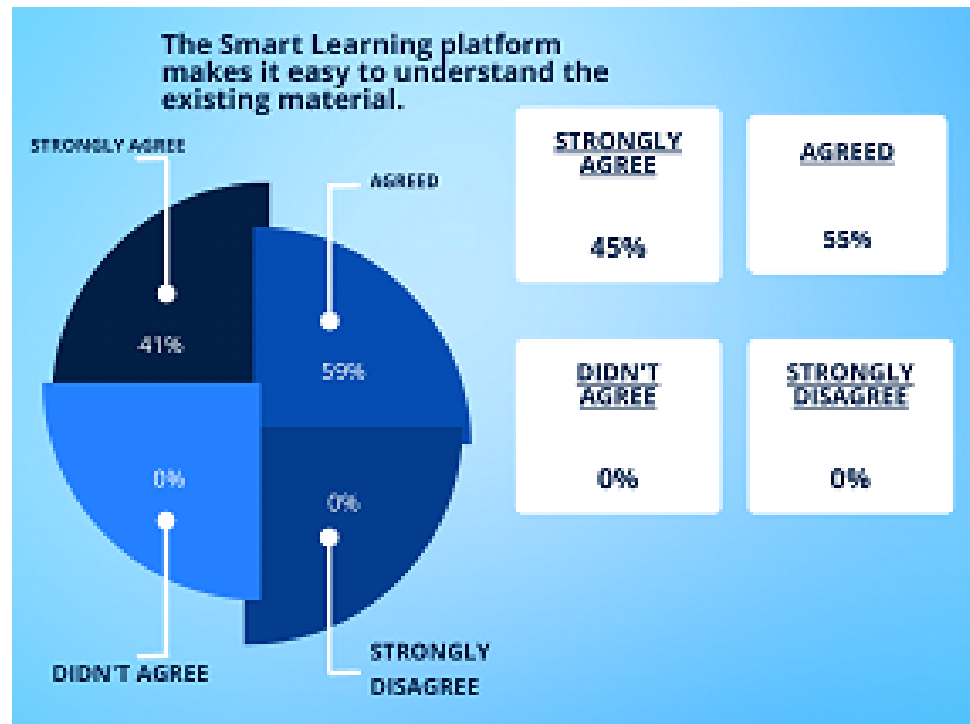 The Smart Learning platform
makes it easy to understand the
existing material.
STRONGLY AGREE
AGREED
41%
59%
0%
0%
DIDN'T AGREE
STRONGLY
DISAGREE
STRONGLY
AGREE
45%
AGREED
55%
DIDN'T
AGREE
0%
STRONGLY
DISAGREE
0%